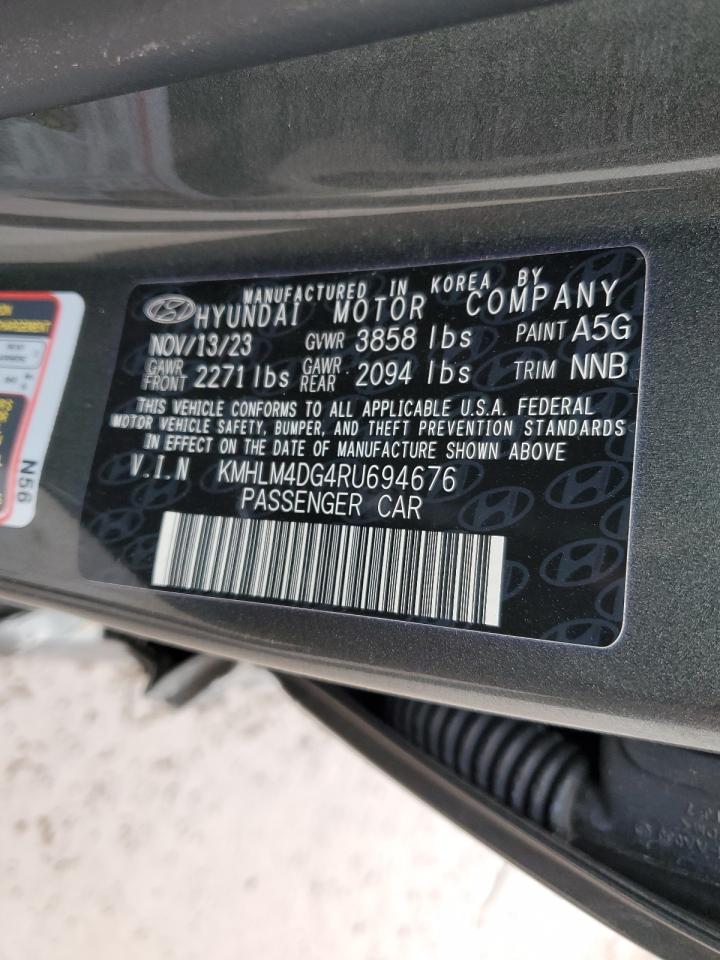 MANUFACTURED IN KOREA BY
HYUNDAI MOTOR COMPANY
NOV/13/23 GVWR 3858 lbs PAINT A5G
GAWR FRONT 2271 lbs GAWR REAR 2094 lbs TRIM NNB
THIS VEHICLE CONFORMS TO ALL APPLICABLE U.S.A. FEDERAL
MOTOR VEHICLE SAFETY, BUMPER, AND THEFT PREVENTION STANDARDS
IN EFFECT ON THE DATE OF MANUFACTURE SHOWN ABOVE
V.I.N KMHLM4DG4RU694676
PASSENGER CAR
N56